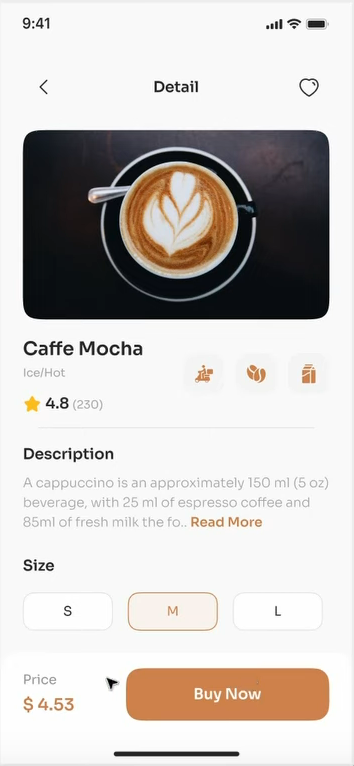 9:41
Detail
Caffe Mocha
Ice/Hot
4.8 (230)
Description
A cappuccino is an approximately 150 ml (5 oz)
beverage, with 25 ml of espresso coffee and
85ml of fresh milk the fo.. Read More
Size
S M L
Price
$ 4.53
Buy Now